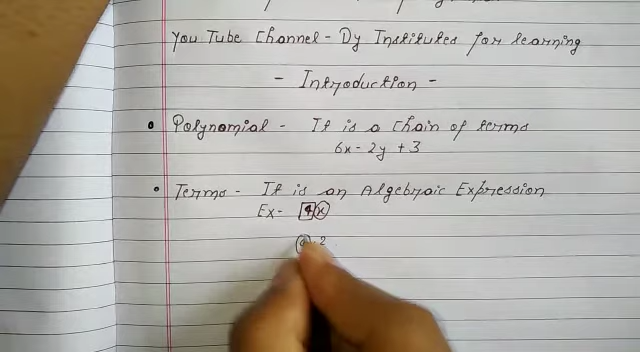 You Tube Channel - Dy Institutes for learning
- Introduction -
• Polynomial - It is a chain of terms
6x - 2y + 3
• Terms - It is an Algebraic Expression
Ex - 4x
2